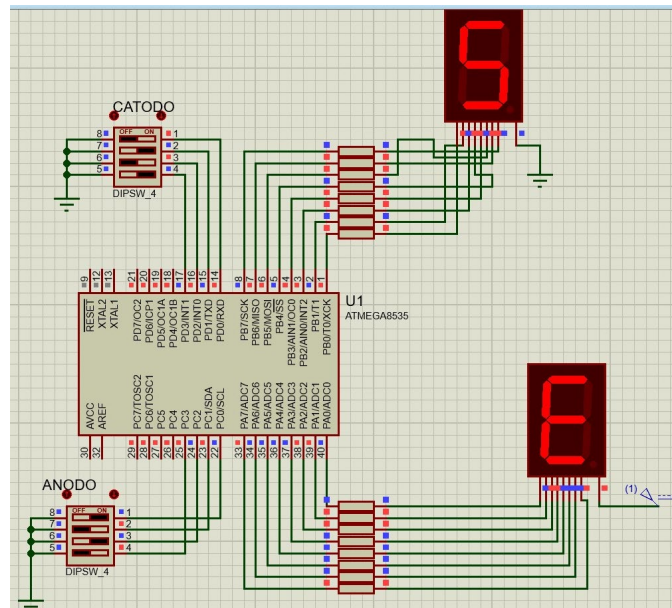 S
CATODO
OFF ON
8 1
7 2
6 3
5 4
DIPSW_4
9 12 13 21 20 19 18 17 16 15 14 8 7 6 5 4 3 2 1
RESET XTAL2 XTAL1 PD7/OC2 PD6/ICP1 PD5/OC1A PD4/OC1B PD3/INT1 PD2/INT0 PD1/TXD PD0/RXD PB7/SCK PB6/MISO PB5/MOSI PB4/SS PB3/AIN1/OC0 PB2/AIN0/INT2 PB1/T1 PB0/T0/XCK
U1
ATMEGA8535
AVCC AREF PC7/TOSC2 PC6/TOSC1 PC5 PC4 PC3 PC2 PC1/SDA PC0/SCL PA7/ADC7 PA6/ADC6 PA5/ADC5 PA4/ADC4 PA3/ADC3 PA2/ADC2 PA1/ADC1 PA0/ADC0
30 32 29 28 27 26 25 24 23 22 33 34 35 36 37 38 39 40
E
(1)
ANODO
OFF ON
8 1
7 2
6 3
5 4
DIPSW_4